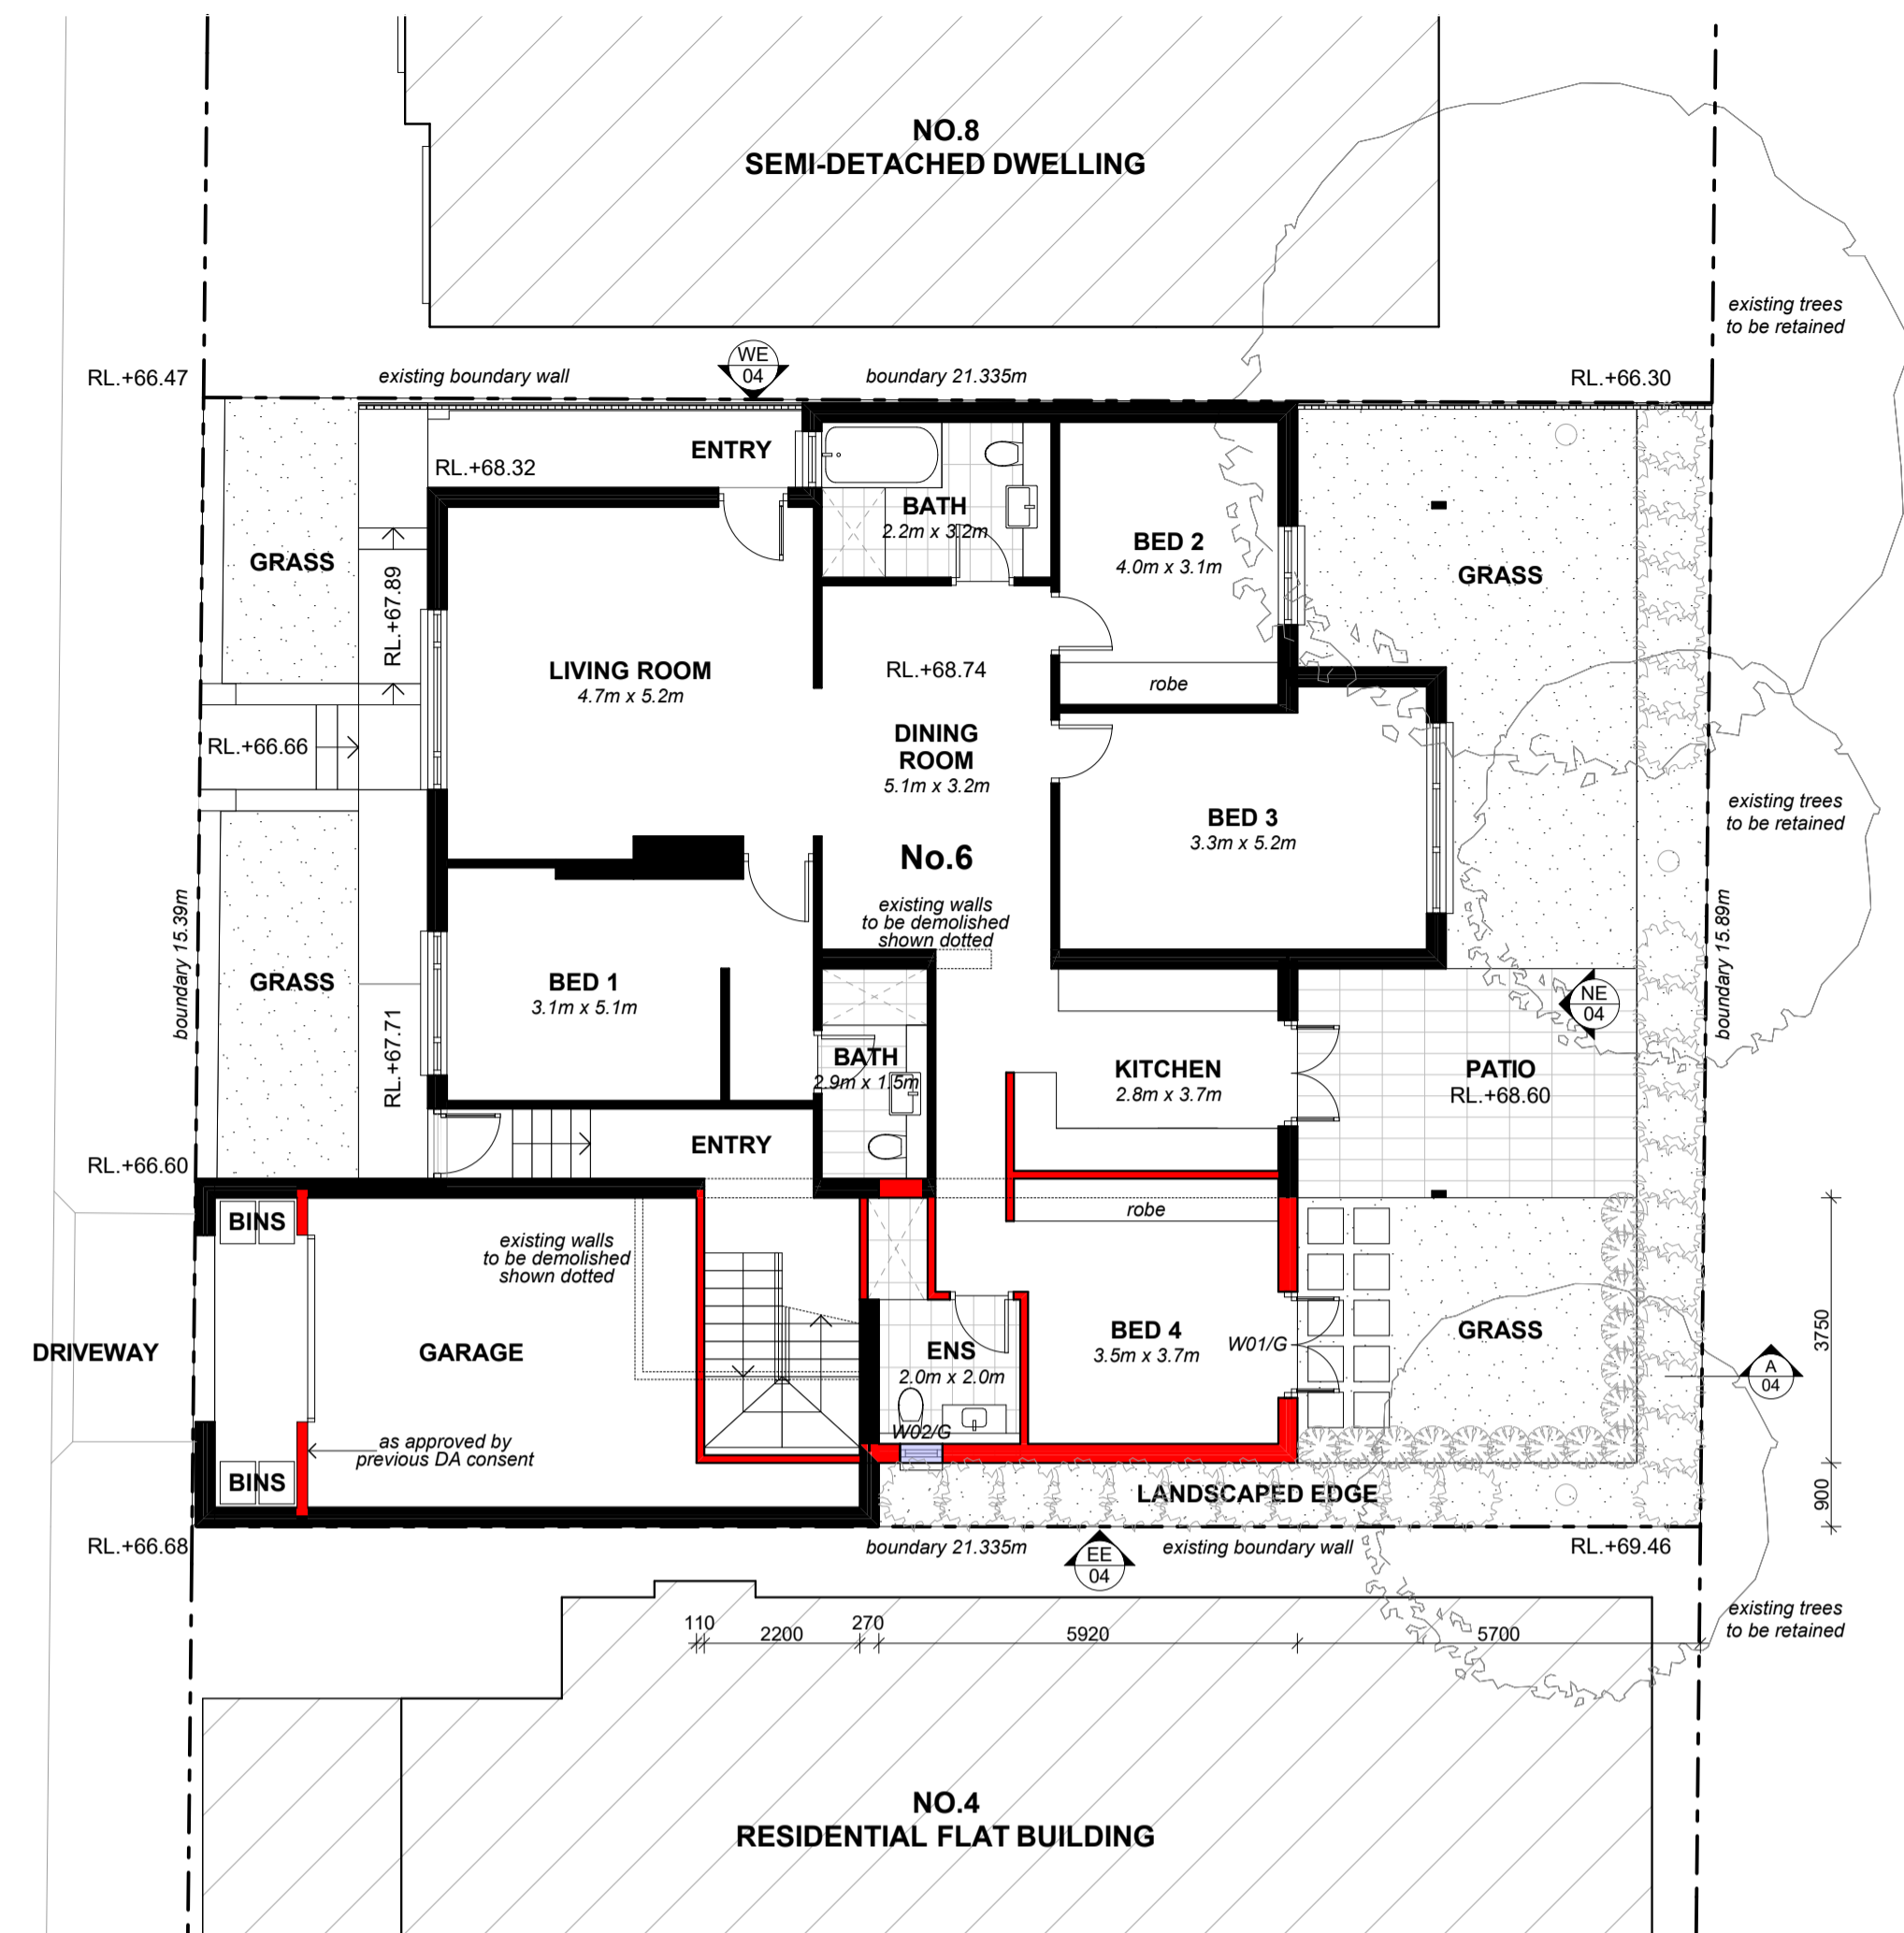 NO.8
SEMI-DETACHED DWELLING
existing trees
to be retained
RL.+66.47
existing boundary wall
WE
04
boundary 21.335m
RL.+66.30
ENTRY
RL.+68.32
BATH
2.2m x 3.2m
BED 2
4.0m x 3.1m
GRASS
GRASS
RL.+67.89
LIVING ROOM
4.7m x 5.2m
RL.+68.74
robe
DINING
ROOM
5.1m x 3.2m
RL.+66.66
BED 3
3.3m x 5.2m
existing trees
to be retained
No.6
existing walls
to be demolished
shown dotted
boundary 15.39m
boundary 15.89m
GRASS
BED 1
3.1m x 5.1m
NE
04
RL.+67.71
BATH
2.9m x 1.5m
KITCHEN
2.8m x 3.7m
PATIO
RL.+68.60
ENTRY
RL.+66.60
BINS
robe
existing walls
to be demolished
shown dotted
DRIVEWAY
GARAGE
ENS
2.0m x 2.0m
BED 4
3.5m x 3.7m
W01/G
GRASS
3750
A
04
W02/G
as approved by
previous DA consent
BINS
LANDSCAPED EDGE
900
RL.+66.68
boundary 21.335m
EE
04
existing boundary wall
RL.+69.46
existing trees
to be retained
110
2200
270
5920
5700
NO.4
RESIDENTIAL FLAT BUILDING